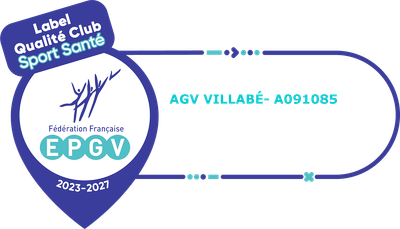 Label
Qualité Club
Sport Santé
AGV VILLABÉ- A091085
Fédération Française
EPGV
2023-2027